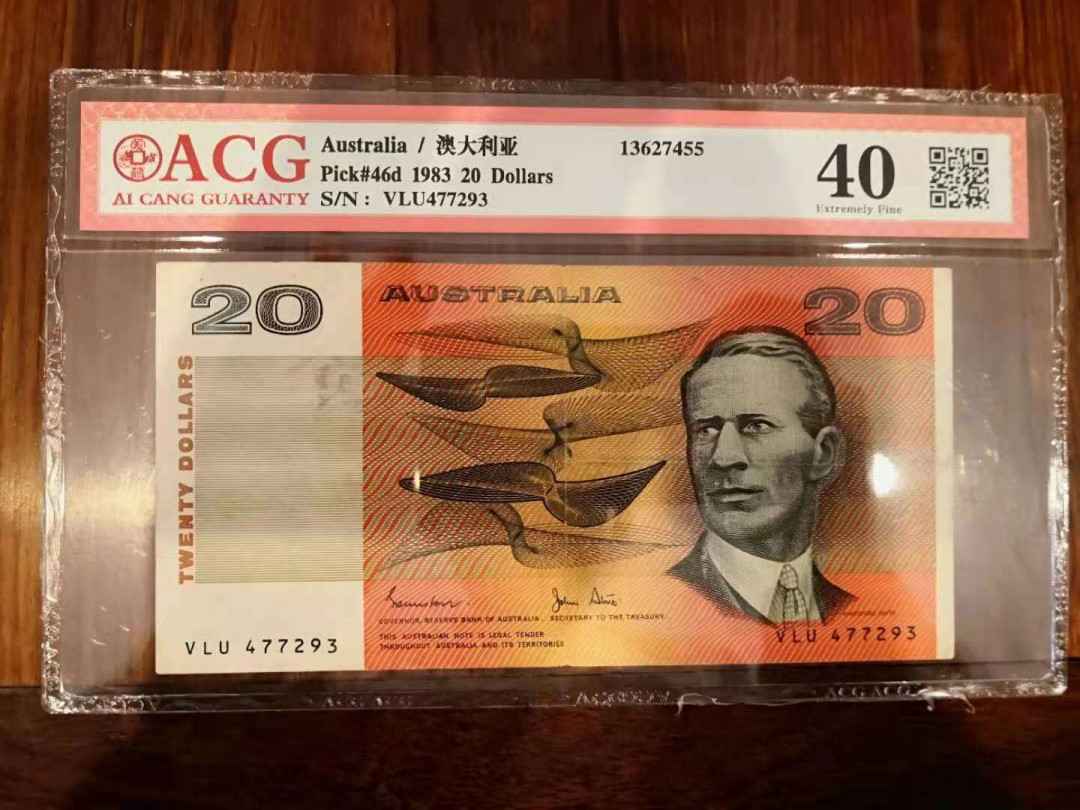 ACG
AI CANG GUARANTY
Australia / 澳大利亚
13627455
Pick#46d 1983 20 Dollars
S/N : VLU477293
40
Extremely Fine
20
AUSTRALIA
20
TWENTY DOLLARS
GOVERNOR, RESERVE BANK OF AUSTRALIA. SECRETARY TO THE TREASURY.
THIS AUSTRALIAN NOTE IS LEGAL TENDER
THROUGHOUT AUSTRALIA AND ITS TERRITORIES
VLU 477293
VLU 477293
ACG ACG